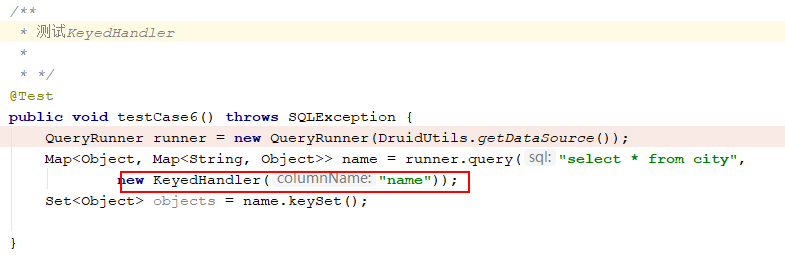 /**
* 测试KeyedHandler
*
* */
@Test
public void testCase6() throws SQLException {
QueryRunner runner = new QueryRunner(DruidUtils.getDataSource());
Map<Object, Map<String, Object>> name = runner.query( sql: "select * from city",
new KeyedHandler( columnName: "name"));
Set<Object> objects = name.keySet();
}